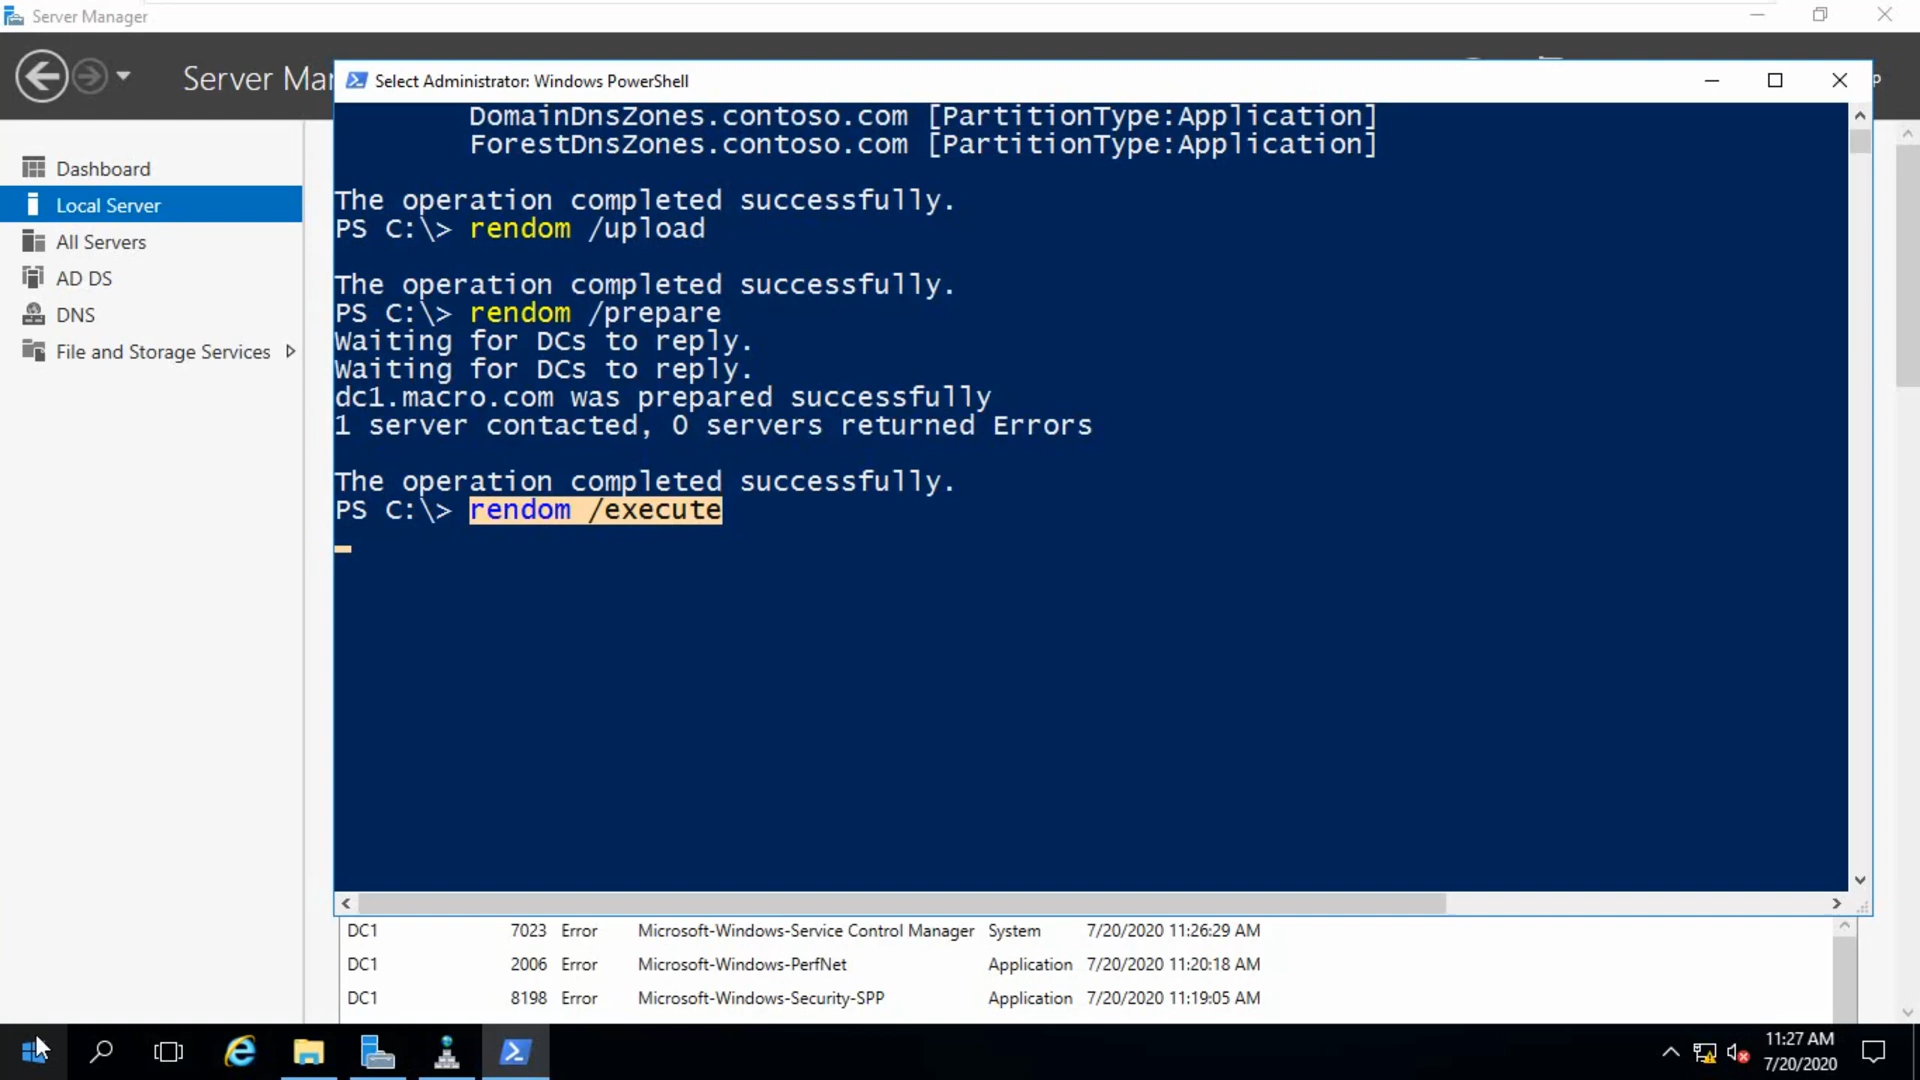 Server Manager
Server Mar
Select Administrator: Windows PowerShell
Dashboard
Local Server
All Servers
AD DS
DNS
File and Storage Services
DomainDnsZones.contoso.com [PartitionType:Application]
ForestDnsZones.contoso.com [PartitionType:Application]
The operation completed successfully.
PS C:\> rendom /upload
The operation completed successfully.
PS C:\> rendom /prepare
Waiting for DCs to reply.
Waiting for DCs to reply.
dc1.macro.com was prepared successfully
1 server contacted, 0 servers returned Errors
The operation completed successfully.
PS C:\> rendom /execute
DC1 7023 Error Microsoft-Windows-Service Control Manager System 7/20/2020 11:26:29 AM
DC1 2006 Error Microsoft-Windows-PerfNet Application 7/20/2020 11:20:18 AM
DC1 8198 Error Microsoft-Windows-Security-SPP Application 7/20/2020 11:19:05 AM
11:27 AM
7/20/2020